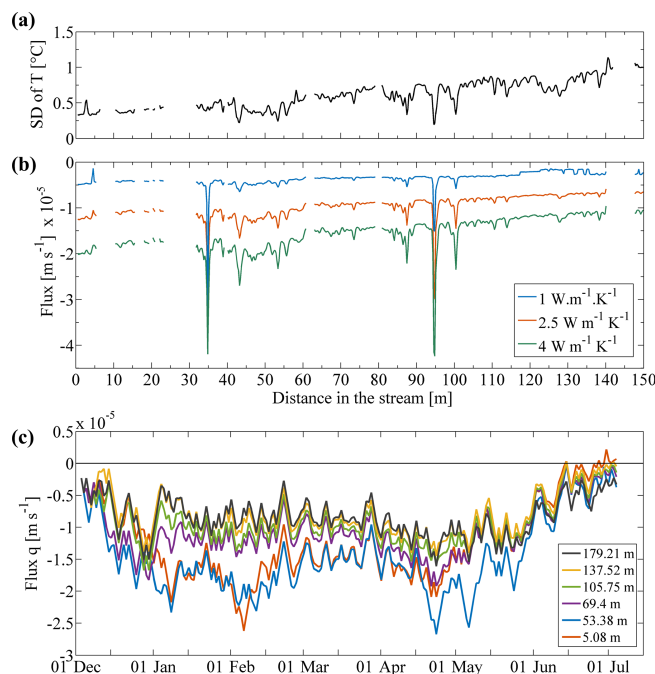 (a)
1.5
1
0.5
0
SD of T [°C]
(b)
0
-1
-2
-3
-4
Flux [m s⁻¹] x 10⁻⁵
1 W.m⁻¹.K⁻¹
2.5 W m⁻¹ K⁻¹
4 W m⁻¹ K⁻¹
0 10 20 30 40 50 60 70 80 90 100 110 120 130 140 150
Distance in the stream [m]
(c)
x 10⁻⁵
0.5
0
-0.5
-1
-1.5
-2
-2.5
-3
Flux q [m s⁻¹]
179.21 m
137.52 m
105.75 m
69.4 m
53.38 m
5.08 m
01 Dec 01 Jan 01 Feb 01 Mar 01 Apr 01 May 01 Jun 01 Jul